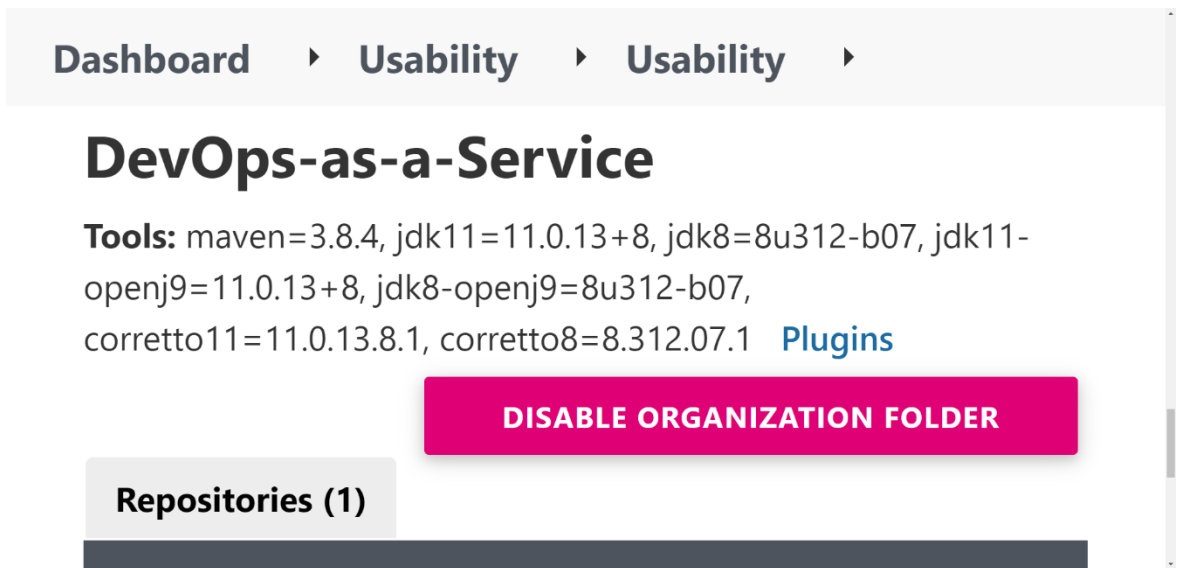 Dashboard ▸ Usability ▸ Usability ▸
DevOps-as-a-Service
Tools: maven=3.8.4, jdk11=11.0.13+8, jdk8=8u312-b07, jdk11-
openj9=11.0.13+8, jdk8-openj9=8u312-b07,
corretto11=11.0.13.8.1, corretto8=8.312.07.1 Plugins
DISABLE ORGANIZATION FOLDER
Repositories (1)